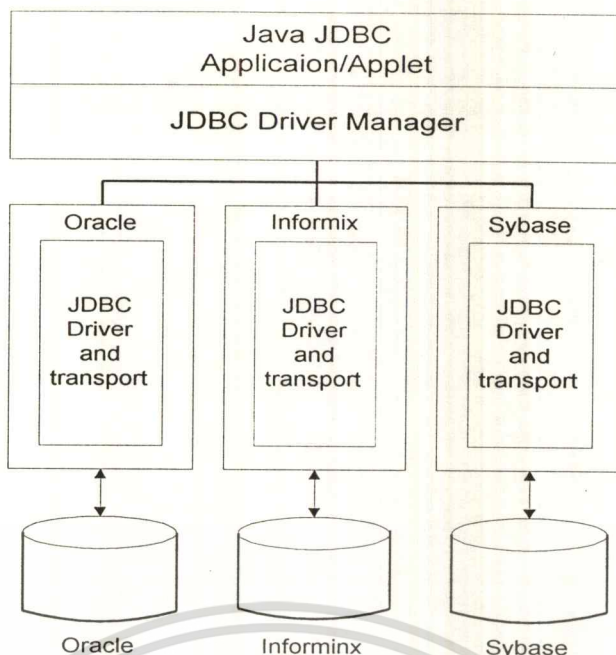 Java JDBC
Applicaion/Applet
JDBC Driver Manager
Oracle
Informix
Sybase
JDBC
Driver
and
transport
JDBC
Driver
and
transport
JDBC
Driver
and
transport
Oracle
Informinx
Sybase